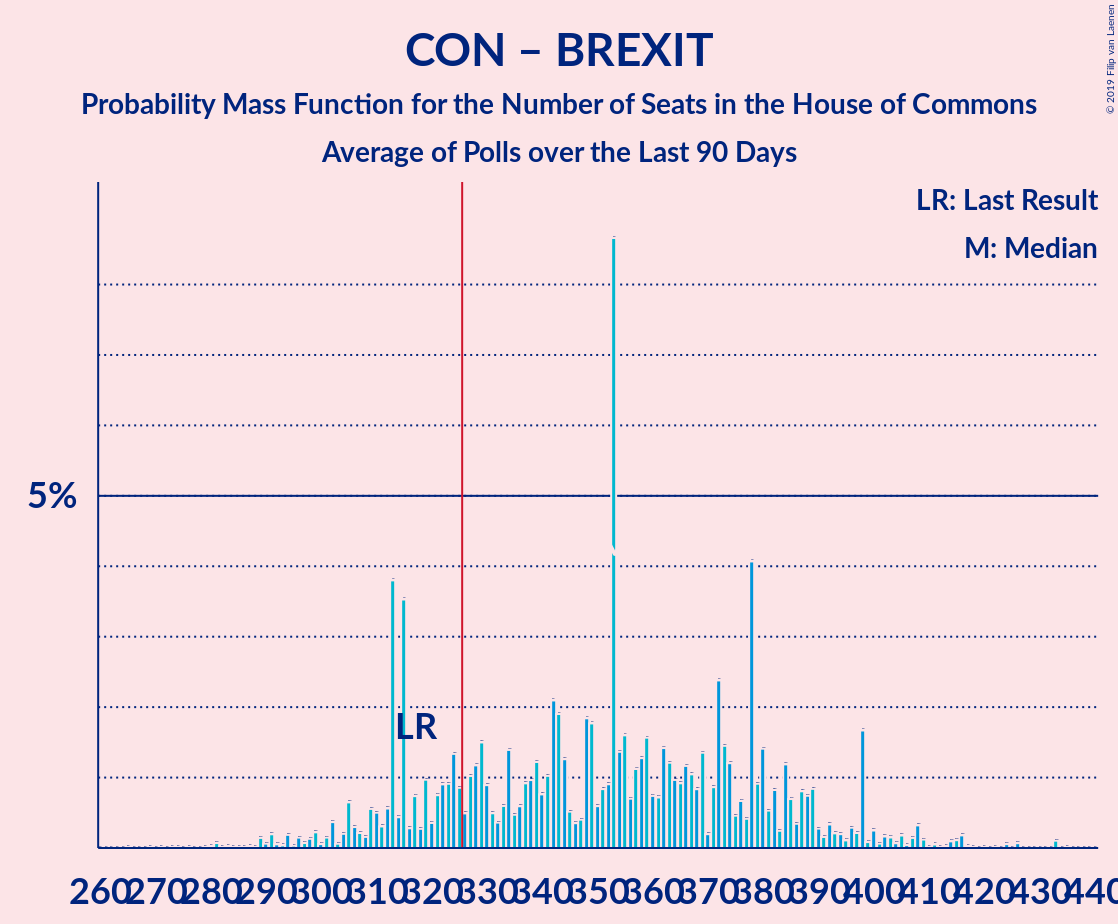 CON – BREXIT
Probability Mass Function for the Number of Seats in the House of Commons
Average of Polls over the Last 90 Days
© 2019 Filip van Laenen
LR: Last Result
M: Median
5%
LR
260 270 280 290 300 310 320 330 340 350 360 370 380 390 400 410 420 430 440